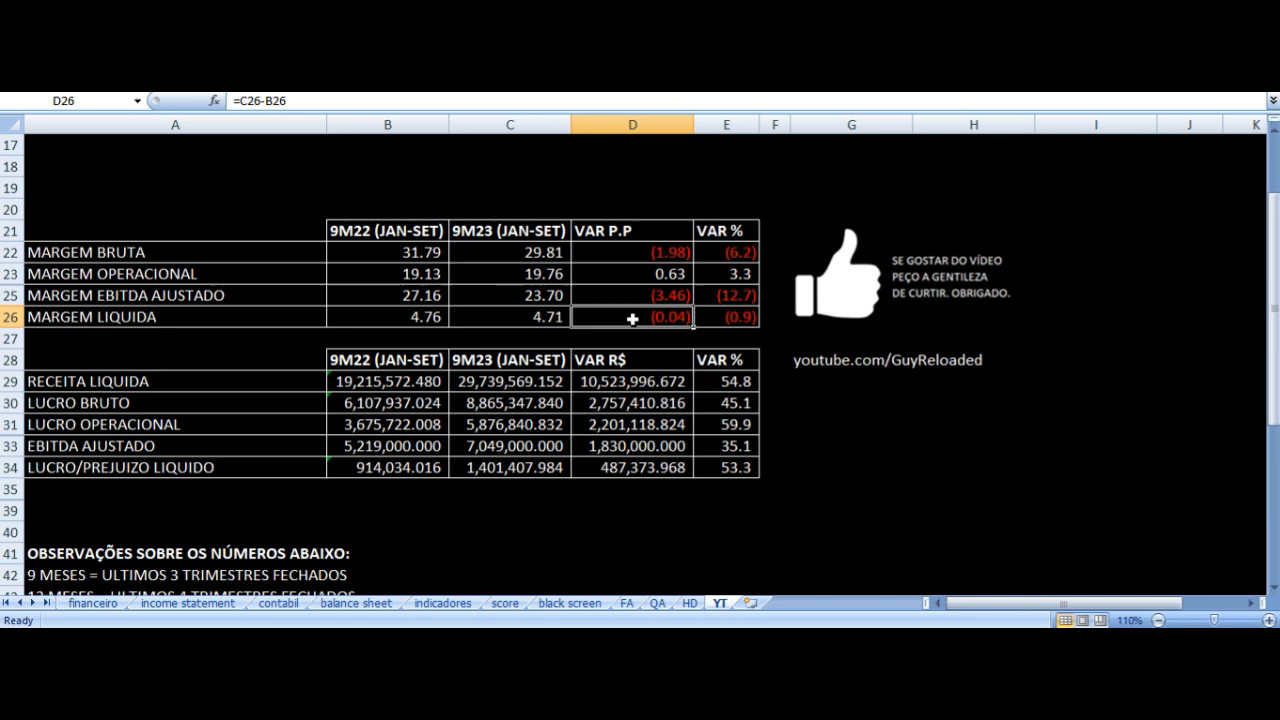 D26 =C26-B26
A B C D E F G H I J K
17
18
19
20
21 9M22 (JAN-SET) 9M23 (JAN-SET) VAR P.P VAR %
22 MARGEM BRUTA 31.79 29.81 (1.98) (6.2)
23 MARGEM OPERACIONAL 19.13 19.76 0.63 3.3
25 MARGEM EBITDA AJUSTADO 27.16 23.70 (3.46) (12.7)
26 MARGEM LIQUIDA 4.76 4.71 (0.04) (0.9)
SE GOSTAR DO VÍDEO
PEÇO A GENTILEZA
DE CURTIR. OBRIGADO.
27
28 9M22 (JAN-SET) 9M23 (JAN-SET) VAR R$ VAR %
youtube.com/GuyReloaded
29 RECEITA LIQUIDA 19,215,572.480 29,739,569.152 10,523,996.672 54.8
30 LUCRO BRUTO 6,107,937.024 8,865,347.840 2,757,410.816 45.1
31 LUCRO OPERACIONAL 3,675,722.008 5,876,840.832 2,201,118.824 59.9
33 EBITDA AJUSTADO 5,219,000.000 7,049,000.000 1,830,000.000 35.1
34 LUCRO/PREJUIZO LIQUIDO 914,034.016 1,401,407.984 487,373.968 53.3
35
39
40
41 OBSERVAÇÕES SOBRE OS NÚMEROS ABAIXO:
42 9 MESES = ULTIMOS 3 TRIMESTRES FECHADOS
financeiro income statement contabil balance sheet indicadores score black screen FA QA HD YT
Ready 110%